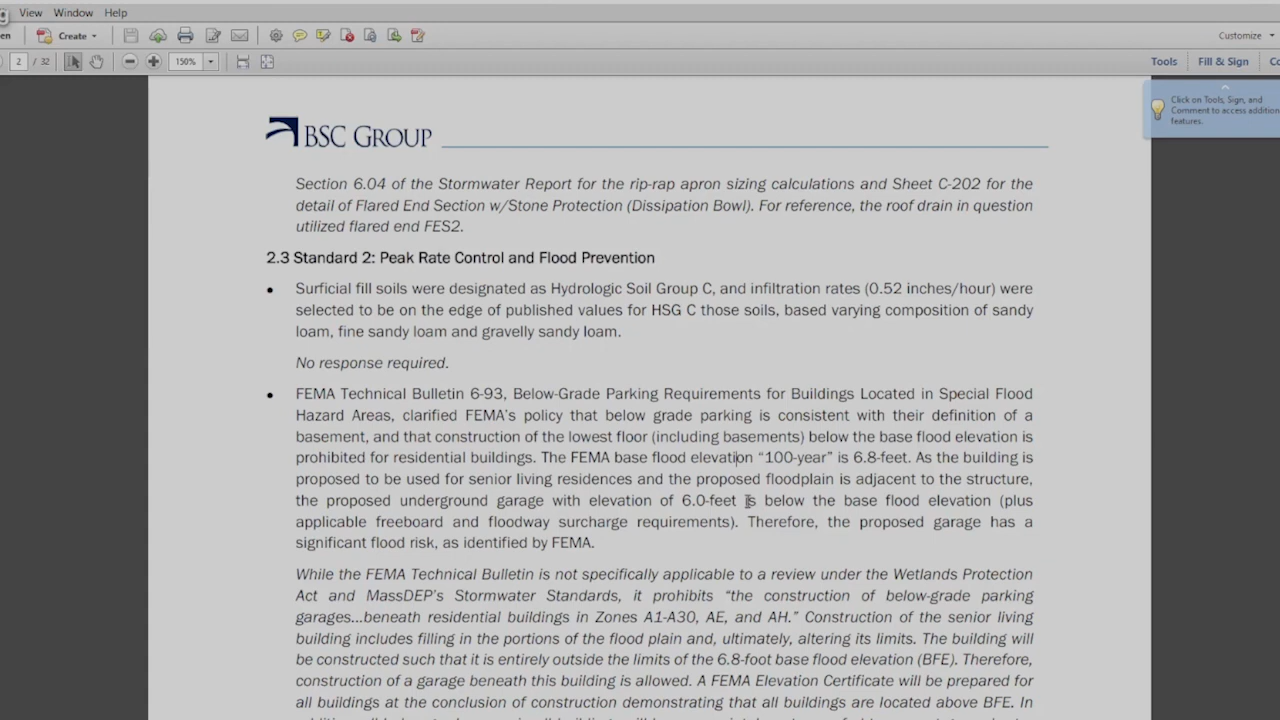 View Window Help
en Create Customize
2 / 32 150% Tools Fill & Sign Co
Click on Tools, Sign, and
Comment to access addition
features.
BSC GROUP
Section 6.04 of the Stormwater Report for the rip-rap apron sizing calculations and Sheet C-202 for the
detail of Flared End Section w/Stone Protection (Dissipation Bowl). For reference, the roof drain in question
utilized flared end FES2.
2.3 Standard 2: Peak Rate Control and Flood Prevention
• Surficial fill soils were designated as Hydrologic Soil Group C, and infiltration rates (0.52 inches/hour) were
selected to be on the edge of published values for HSG C those soils, based varying composition of sandy
loam, fine sandy loam and gravelly sandy loam.
No response required.
• FEMA Technical Bulletin 6-93, Below-Grade Parking Requirements for Buildings Located in Special Flood
Hazard Areas, clarified FEMA's policy that below grade parking is consistent with their definition of a
basement, and that construction of the lowest floor (including basements) below the base flood elevation is
prohibited for residential buildings. The FEMA base flood elevation “100-year” is 6.8-feet. As the building is
proposed to be used for senior living residences and the proposed floodplain is adjacent to the structure,
the proposed underground garage with elevation of 6.0-feet is below the base flood elevation (plus
applicable freeboard and floodway surcharge requirements). Therefore, the proposed garage has a
significant flood risk, as identified by FEMA.
While the FEMA Technical Bulletin is not specifically applicable to a review under the Wetlands Protection
Act and MassDEP's Stormwater Standards, it prohibits “the construction of below-grade parking
garages...beneath residential buildings in Zones A1-A30, AE, and AH.” Construction of the senior living
building includes filling in the portions of the flood plain and, ultimately, altering its limits. The building will
be constructed such that it is entirely outside the limits of the 6.8-foot base flood elevation (BFE). Therefore,
construction of a garage beneath this building is allowed. A FEMA Elevation Certificate will be prepared for
all buildings at the conclusion of construction demonstrating that all buildings are located above BFE. In